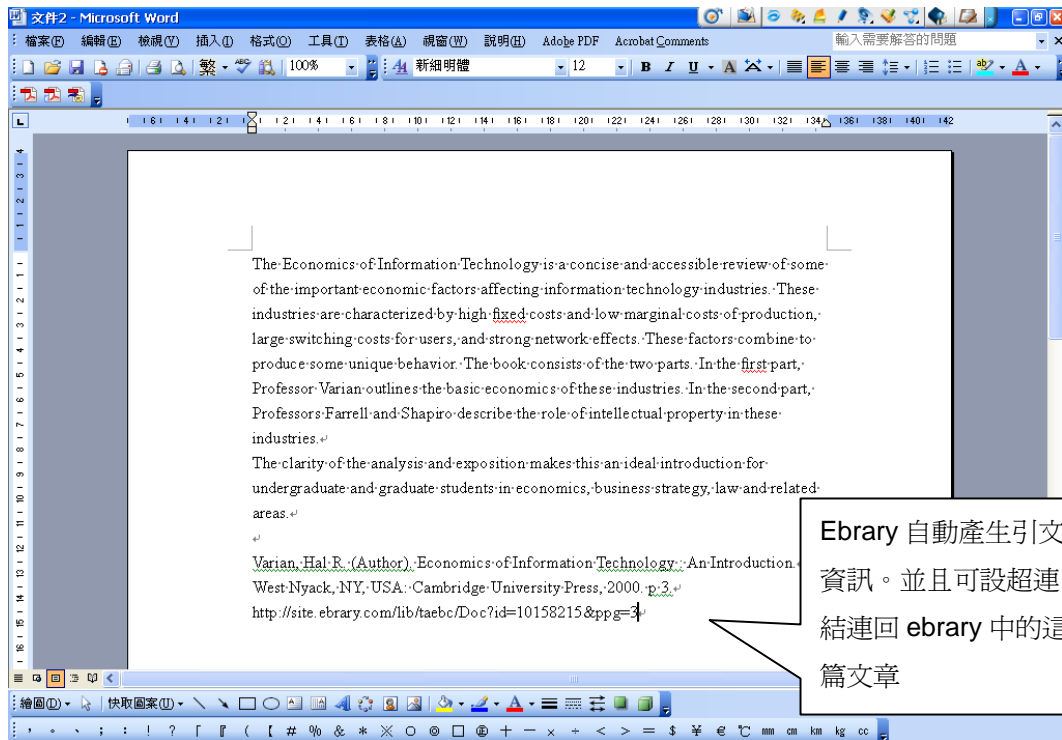 文件2 - Microsoft Word
檔案(F) 編輯(E) 檢視(V) 插入(I) 格式(O) 工具(T) 表格(A) 視窗(W) 說明(H) Adobe PDF Acrobat Comments 輸入需要解答的問題
繁 100% 新細明體 12 B I U A A
The Economics of Information Technology is a concise and accessible review of some
of the important economic factors affecting information technology industries. These
industries are characterized by high fixed costs and low marginal costs of production,
large switching costs for users, and strong network effects. These factors combine to
produce some unique behavior. The book consists of the two parts. In the first part,
Professor Varian outlines the basic economics of these industries. In the second part,
Professors Farrell and Shapiro describe the role of intellectual property in these
industries.
The clarity of the analysis and exposition makes this an ideal introduction for
undergraduate and graduate students in economics, business strategy, law and related
areas.
Varian, Hal R. (Author). Economics of Information Technology : An Introduction.
West Nyack, NY, USA: Cambridge University Press, 2000. p 3.
http://site.ebrary.com/lib/taebc/Doc?id=10158215&ppg=3
Ebrary 自動產生引文
資訊。並且可設超連
結連回 ebrary 中的這
篇文章
繪圖(D) 快取圖案(U)
， 。 、 ； ： ！ ？ 「 『 （ 【 # % & * ※ ○ ◎ □ ⊕ ＋ － × ÷ ＜ ＞ ＝ $ ¥ € ℃ mm cm km kg cc